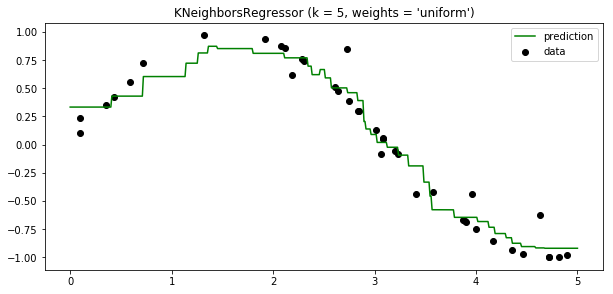 KNeighborsRegressor (k = 5, weights = 'uniform')
1.00
0.75
0.50
0.25
0.00
−0.25
−0.50
−0.75
−1.00
prediction
data
0 1 2 3 4 5